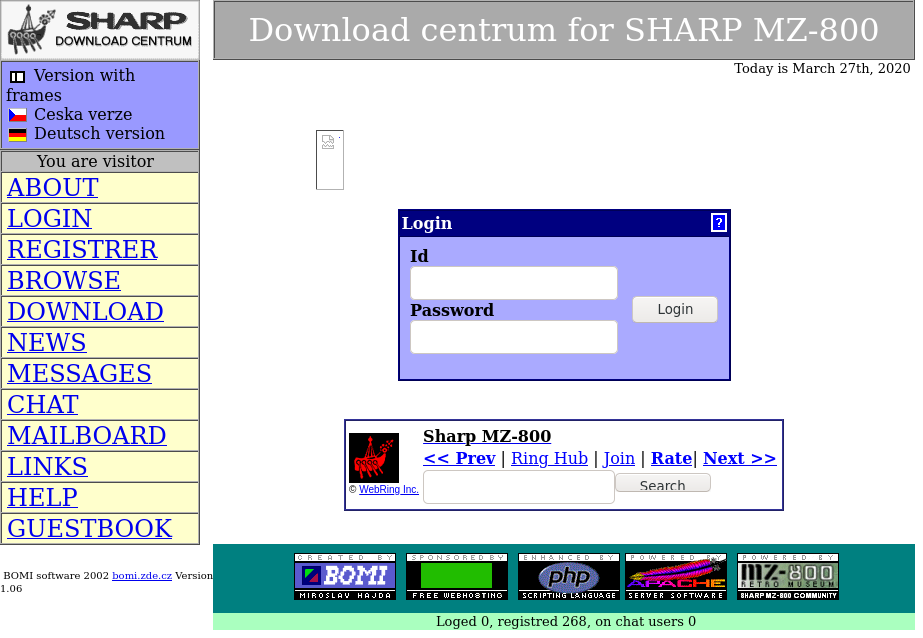 SHARP
DOWNLOAD CENTRUM
Version with
frames
Ceska verze
Deutsch version
You are visitor
ABOUT
LOGIN
REGISTRER
BROWSE
DOWNLOAD
NEWS
MESSAGES
CHAT
MAILBOARD
LINKS
HELP
GUESTBOOK
BOMI software 2002 bomi.zde.cz Version
1.06
Download centrum for SHARP MZ-800
Today is March 27th, 2020
Login ?
Id
Password
Login
Sharp MZ-800
<< Prev | Ring Hub | Join | Rate| Next >>
© WebRing Inc.
Search
CREATED BY
BOMI
MIROSLAV HAJDA
SPONSORED BY
FREE WEBHOSTING
ENHANCED BY
php
SCRIPTING LANGUAGE
POWERED BY
APACHE
SERVER SOFTWARE
POWERED BY
MZ-800
RETRO MUSEUM
SHARP MZ-800 COMMUNITY
Loged 0, registred 268, on chat users 0